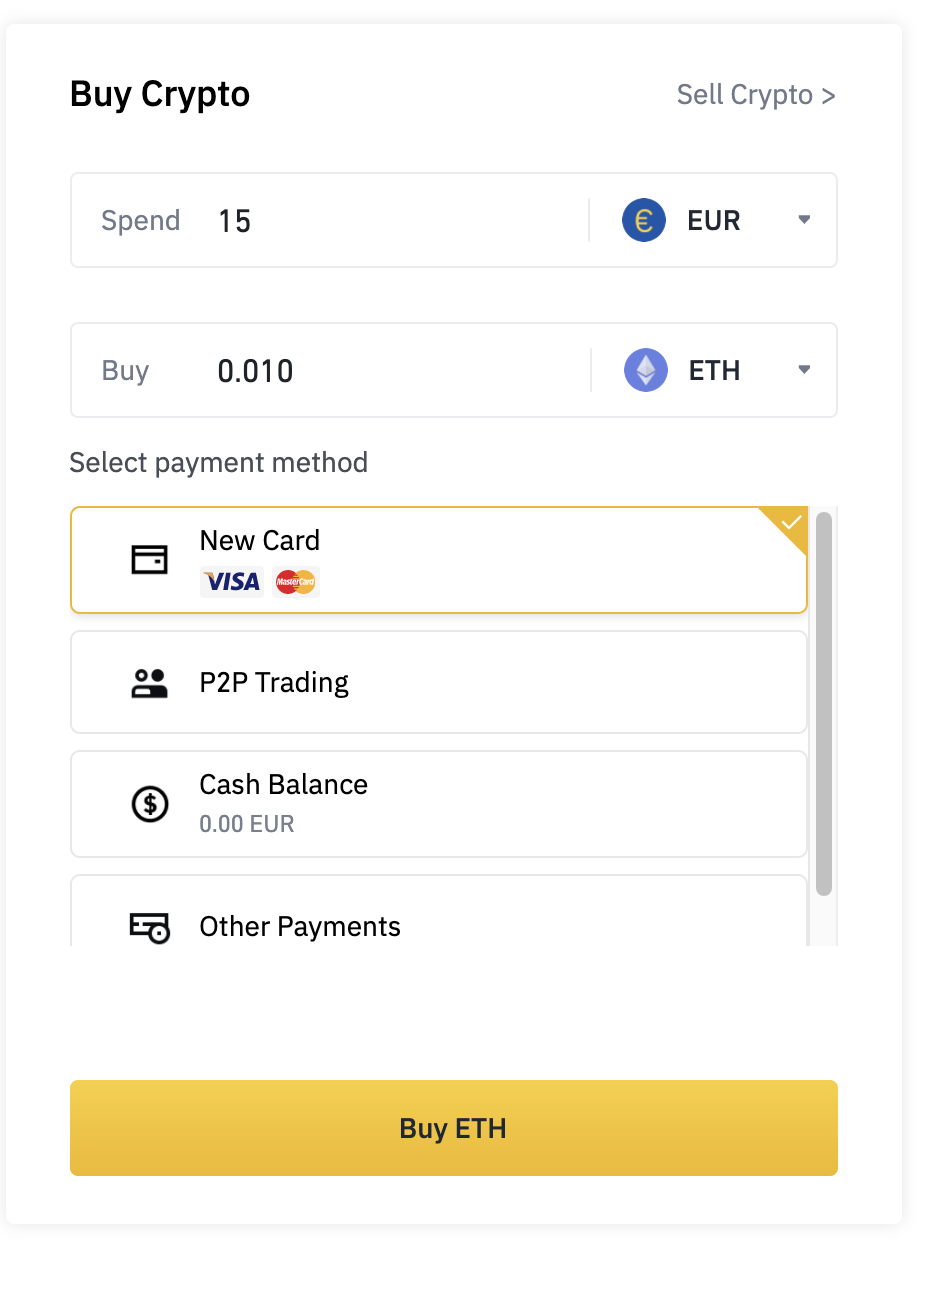 Buy Crypto
Sell Crypto >
Spend 15 EUR
Buy 0.010 ETH
Select payment method
New Card
VISA MasterCard
P2P Trading
Cash Balance
0.00 EUR
Other Payments
Buy ETH